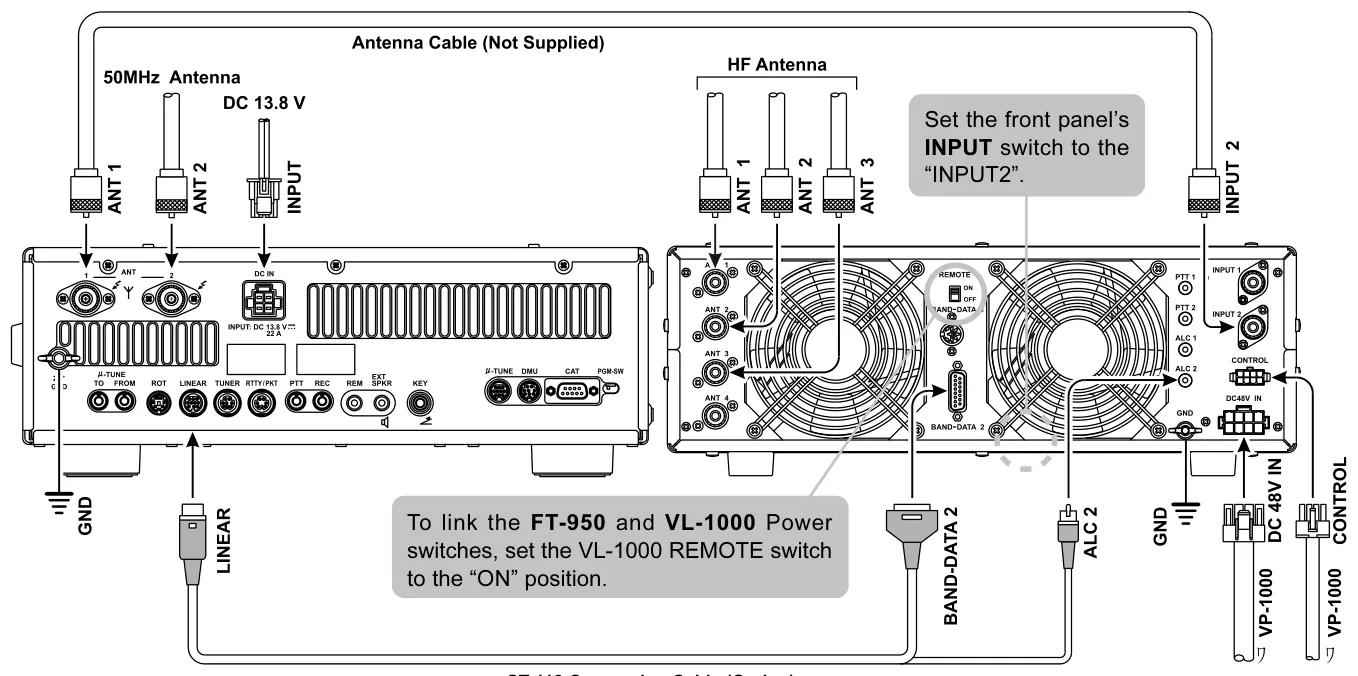 Antenna Cable (Not Supplied)
50MHz Antenna
DC 13.8 V
HF Antenna
ANT 1
ANT 2
INPUT
ANT 1
ANT 2
ANT 3
INPUT 2
Set the front panel's
INPUT switch to the
“INPUT2”.
1
ANT
2
DC IN
INPUT: DC 13.8 V
22 A
µ-TUNE
TO
FROM
ROT
LINEAR
TUNER
RTTY/PKT
PTT
REC
REM
EXT
SPKR
KEY
µ-TUNE
DMU
CAT
PGM-SW
1
ANT 2
ANT 3
ANT 4
REMOTE
ON
OFF
BAND-DATA
BAND-DATA 2
PTT 1
PTT 2
ALC 1
ALC 2
GND
INPUT 1
INPUT 2
CONTROL
DC48V IN
GND
LINEAR
To link the FT-950 and VL-1000 Power
switches, set the VL-1000 REMOTE switch
to the “ON” position.
BAND-DATA 2
ALC 2
GND
DC 48V IN
CONTROL
VP-1000
VP-1000